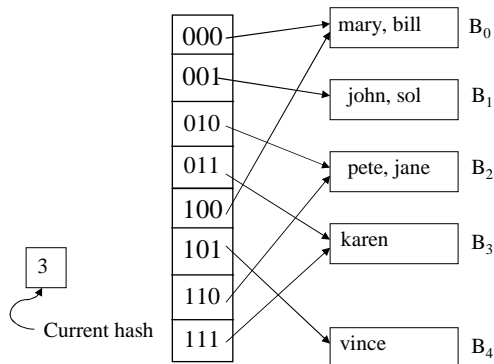 000
001
010
011
100
101
110
111
mary, bill B0
john, sol B1
pete, jane B2
karen B3
vince B4
3
Current hash